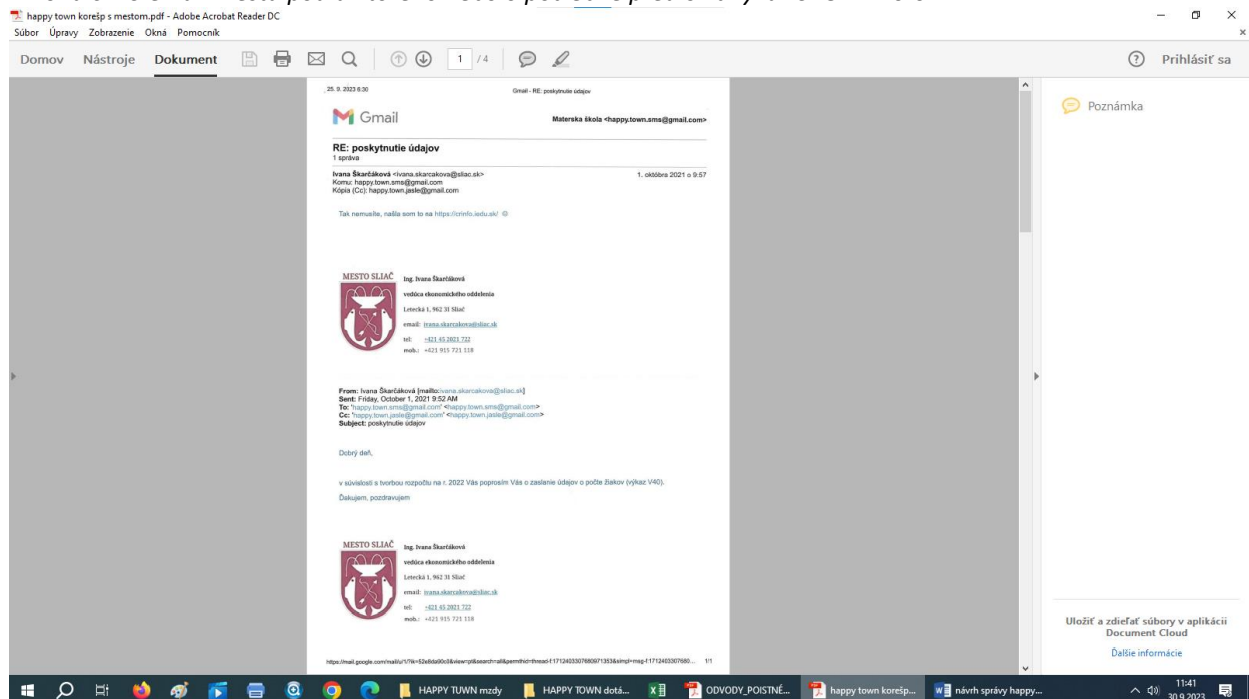 happy town korešp s mestom.pdf - Adobe Acrobat Reader DC
Súbor Úpravy Zobrazenie Okná Pomocník
Domov Nástroje Dokument 1 / 4 Prihlásiť sa
25. 9. 2023 6:30 Gmail - RE: poskytnutie údajov
Gmail Materska škola <happy.town.sms@gmail.com>
RE: poskytnutie údajov
1 správa
Ivana Škarčáková <ivana.skarcakova@sliac.sk> 1. októbra 2021 o 9:57
Komu: happy.town.sms@gmail.com
Kópia (Cc): happy.town.jasle@gmail.com
Tak nemusíte, našla som to na https://crinfo.iedu.sk/ ☺
MESTO SLIAČ
Ing. Ivana Škarčáková
vedúca ekonomického oddelenia
Letecká 1, 962 31 Sliač
email: ivana.skarcakova@sliac.sk
tel: +421 45 2021 722
mob.: +421 915 721 118
From: Ivana Škarčáková [mailto:ivana.skarcakova@sliac.sk]
Sent: Friday, October 1, 2021 9:52 AM
To: 'happy.town.sms@gmail.com' <happy.town.sms@gmail.com>
Cc: 'happy.town.jasle@gmail.com' <happy.town.jasle@gmail.com>
Subject: poskytnutie údajov
Dobrý deň,
v súvislosti s tvorbou rozpočtu na r. 2022 Vás poprosím Vás o zaslanie údajov o počte žiakov (výkaz V40).
Ďakujem, pozdravujem
MESTO SLIAČ
Ing. Ivana Škarčáková
vedúca ekonomického oddelenia
Letecká 1, 962 31 Sliač
email: ivana.skarcakova@sliac.sk
tel: +421 45 2021 722
mob.: +421 915 721 118
1/1
Poznámka
Uložiť a zdieľať súbory v aplikácii
Document Cloud
Ďalšie informácie
HAPPY TUWN mzdy HAPPY TOWN dotá... ODVODY_POISTNÉ... happy town korešp... návrh správy happy...
11:41
30.9.2023